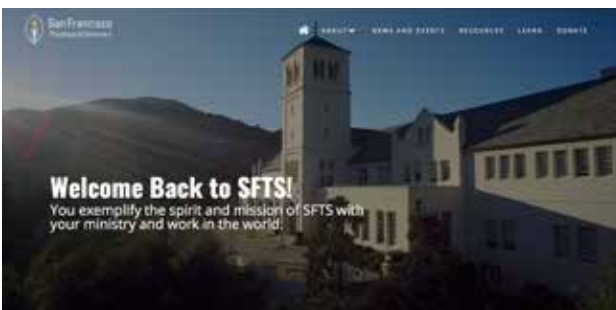 San Francisco
Theological Seminary
ABOUT NEWS AND EVENTS RESOURCES LEARN DONATE
Welcome Back to SFTS!
You exemplify the spirit and mission of SFTS with
your ministry and work in the world.